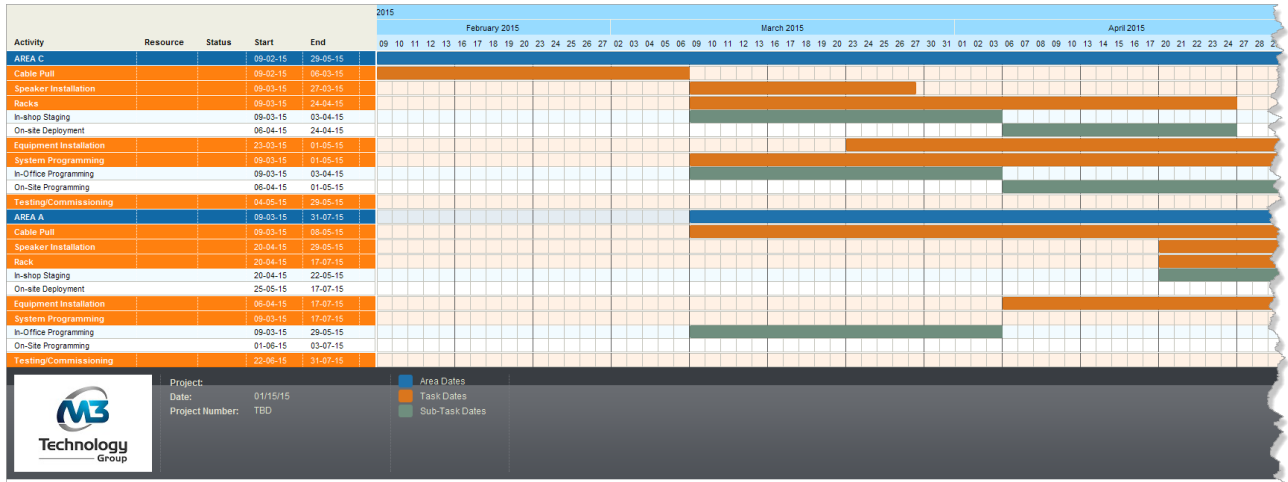 2015
February 2015 March 2015 April 2015
Activity Resource Status Start End 09 10 11 12 13 16 17 18 19 20 23 24 25 26 27 02 03 04 05 06 09 10 11 12 13 16 17 18 19 20 23 24 25 26 27 30 31 01 02 03 06 07 08 09 10 13 14 15 16 17 20 21 22 23 24 27 28
AREA C 09-02-15 29-05-15
Cable Pull 09-02-15 06-03-15
Speaker Installation 09-03-15 27-03-15
Racks 09-03-15 24-04-15
In-shop Staging 09-03-15 03-04-15
On-site Deployment 06-04-15 24-04-15
Equipment Installation 23-03-15 01-05-15
System Programming 09-03-15 01-05-15
In-Office Programming 09-03-15 03-04-15
On-Site Programming 06-04-15 01-05-15
Testing/Commissioning 04-05-15 29-05-15
AREA A 09-03-15 31-07-15
Cable Pull 09-03-15 08-05-15
Speaker Installation 20-04-15 29-05-15
Rack 20-04-15 17-07-15
In-shop Staging 20-04-15 22-05-15
On-site Deployment 25-05-15 17-07-15
Equipment Installation 06-04-15 17-07-15
System Programming 09-03-15 17-07-15
In-Office Programming 09-03-15 29-05-15
On-Site Programming 01-06-15 03-07-15
Testing/Commissioning 22-06-15 31-07-15
Project: Area Dates
Date: 01/15/15 Task Dates
Project Number: TBD Sub-Task Dates
M3
Technology
Group